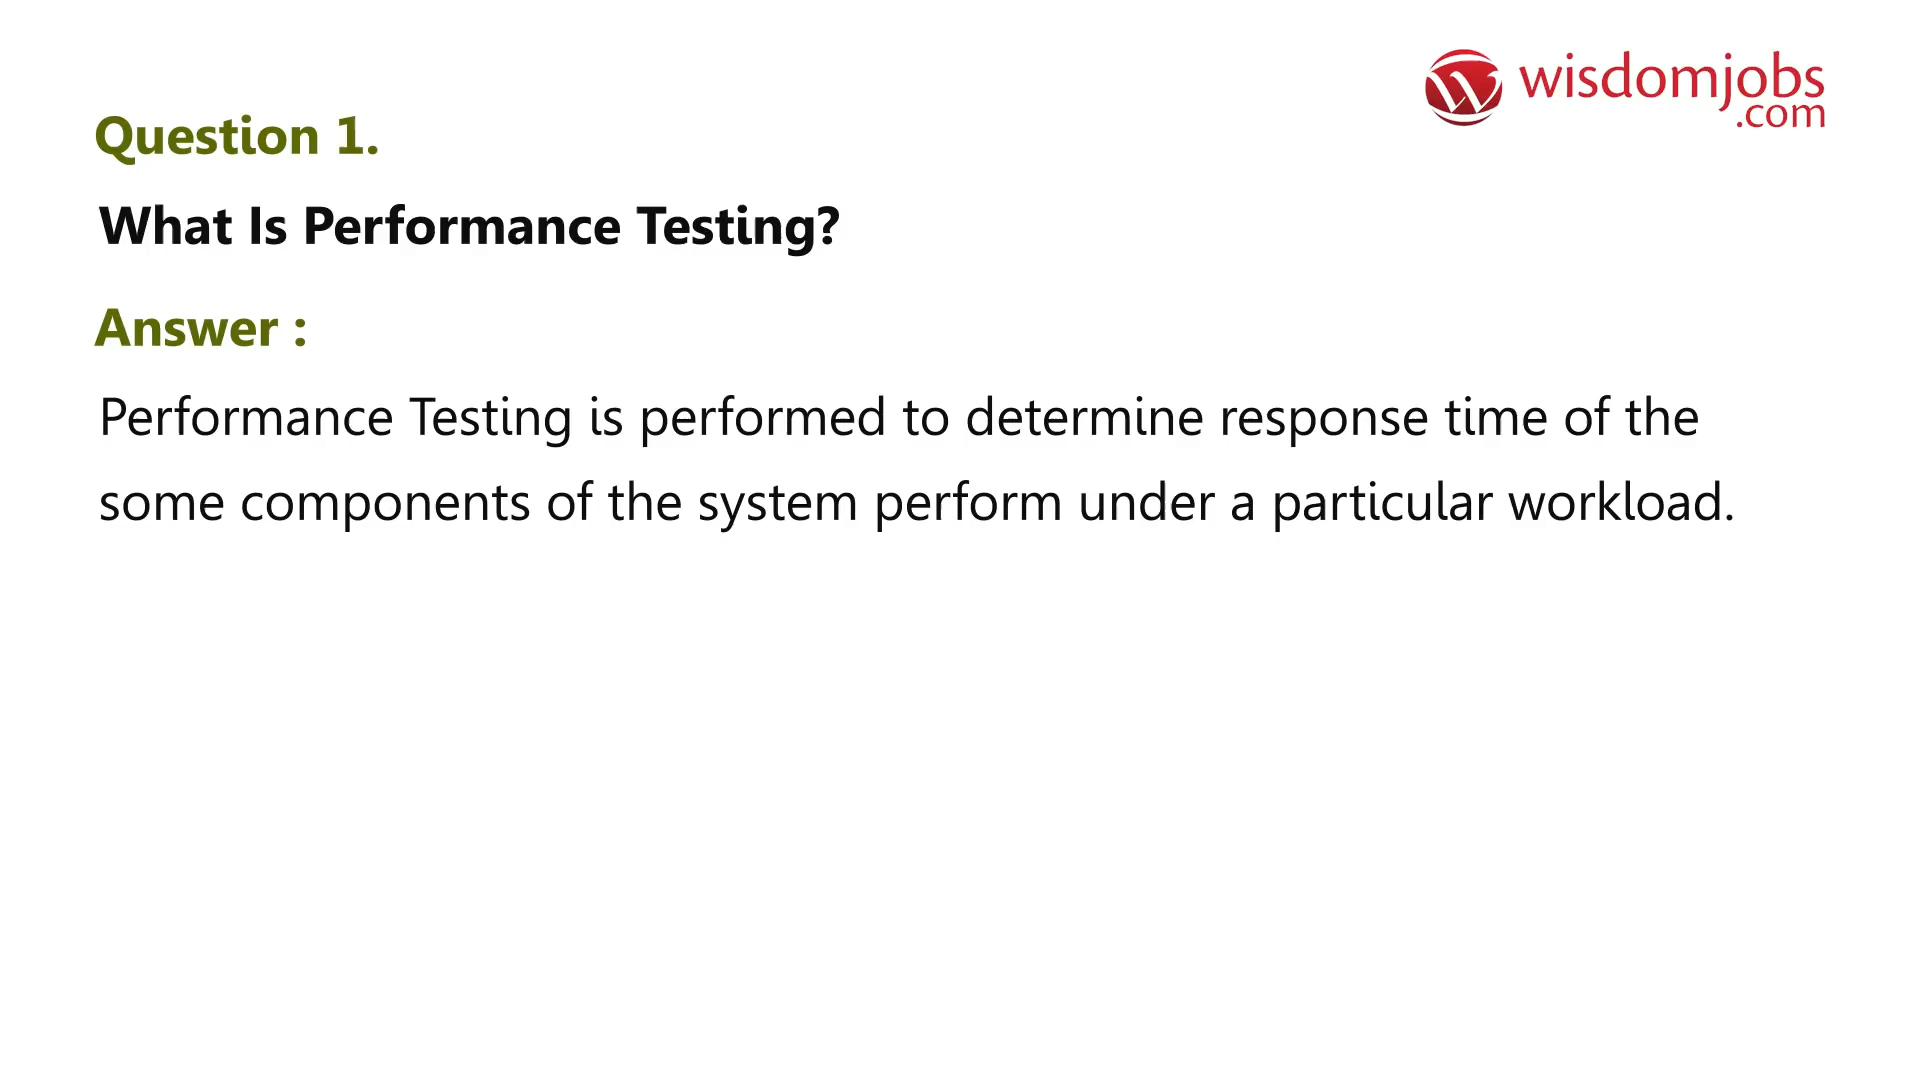 wisdomjobs
.com
Question 1.
What Is Performance Testing?
Answer :
Performance Testing is performed to determine response time of the
some components of the system perform under a particular workload.